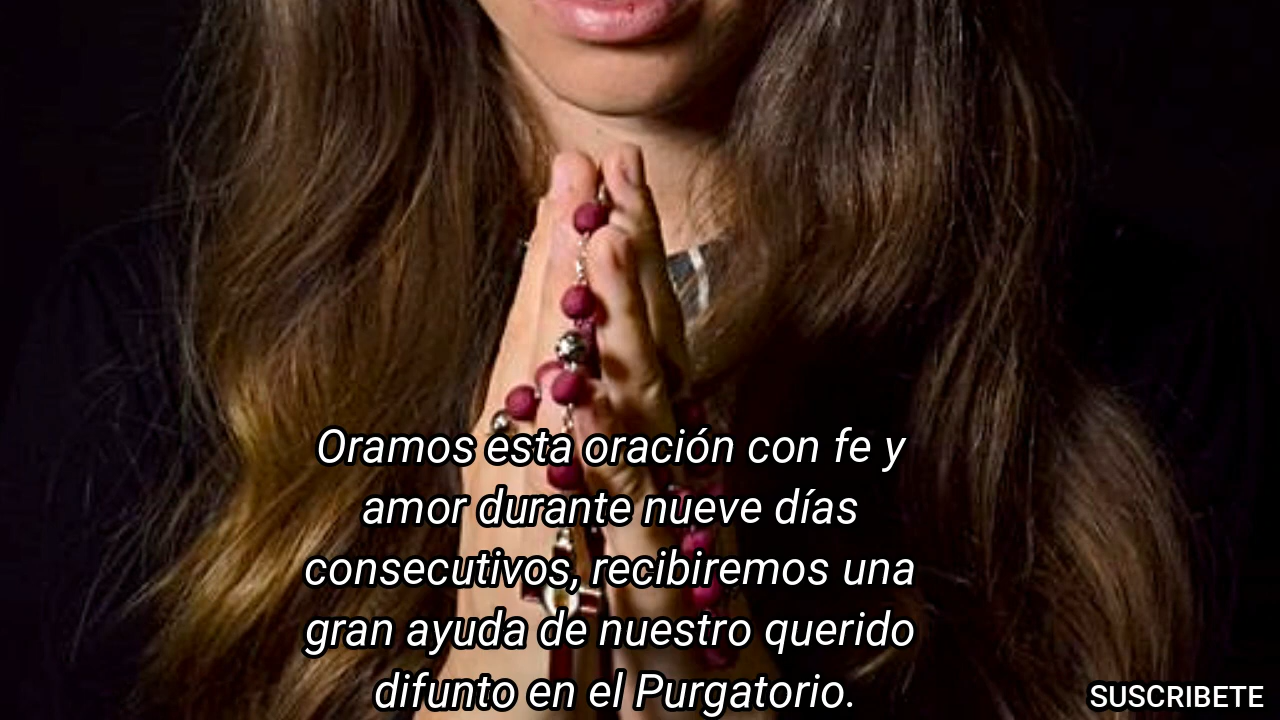 Oramos esta oración con fe y
amor durante nueve días
consecutivos, recibiremos una
gran ayuda de nuestro querido
difunto en el Purgatorio.
SUSCRIBETE